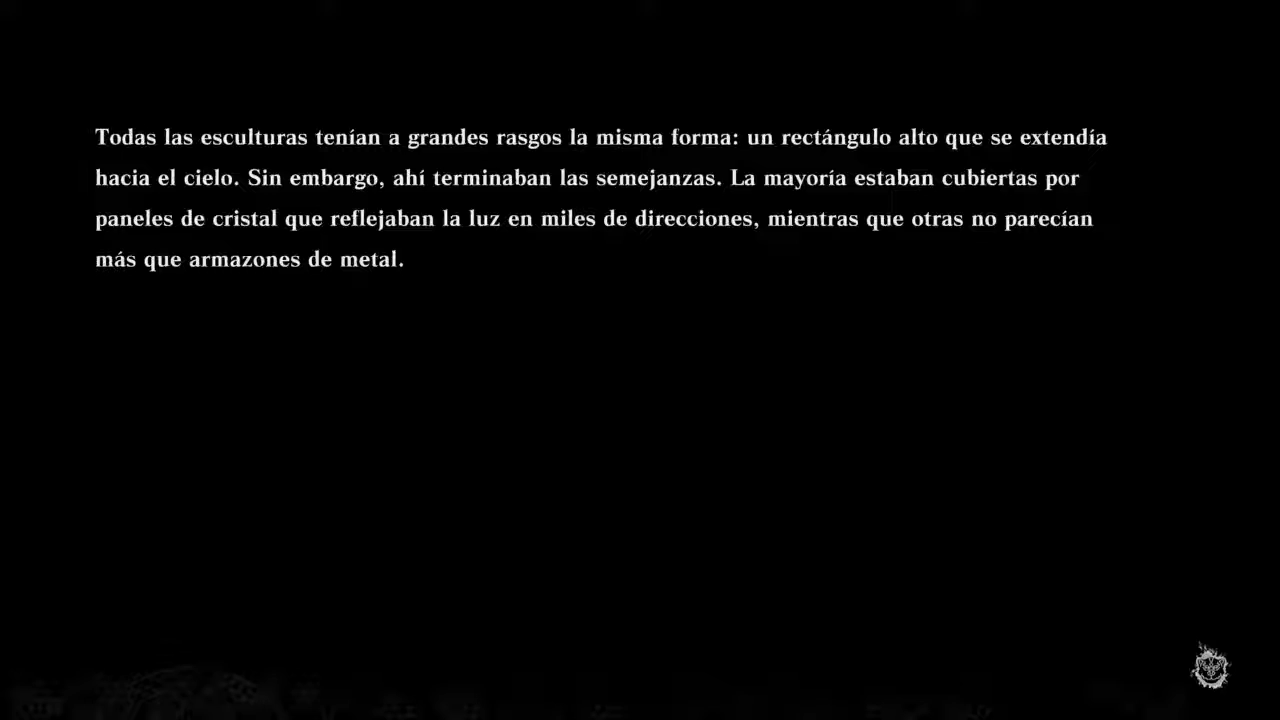 Todas las esculturas tenían a grandes rasgos la misma forma: un rectángulo alto que se extendía
hacia el cielo. Sin embargo, ahí terminaban las semejanzas. La mayoría estaban cubiertas por
paneles de cristal que reflejaban la luz en miles de direcciones, mientras que otras no parecían
más que armazones de metal.